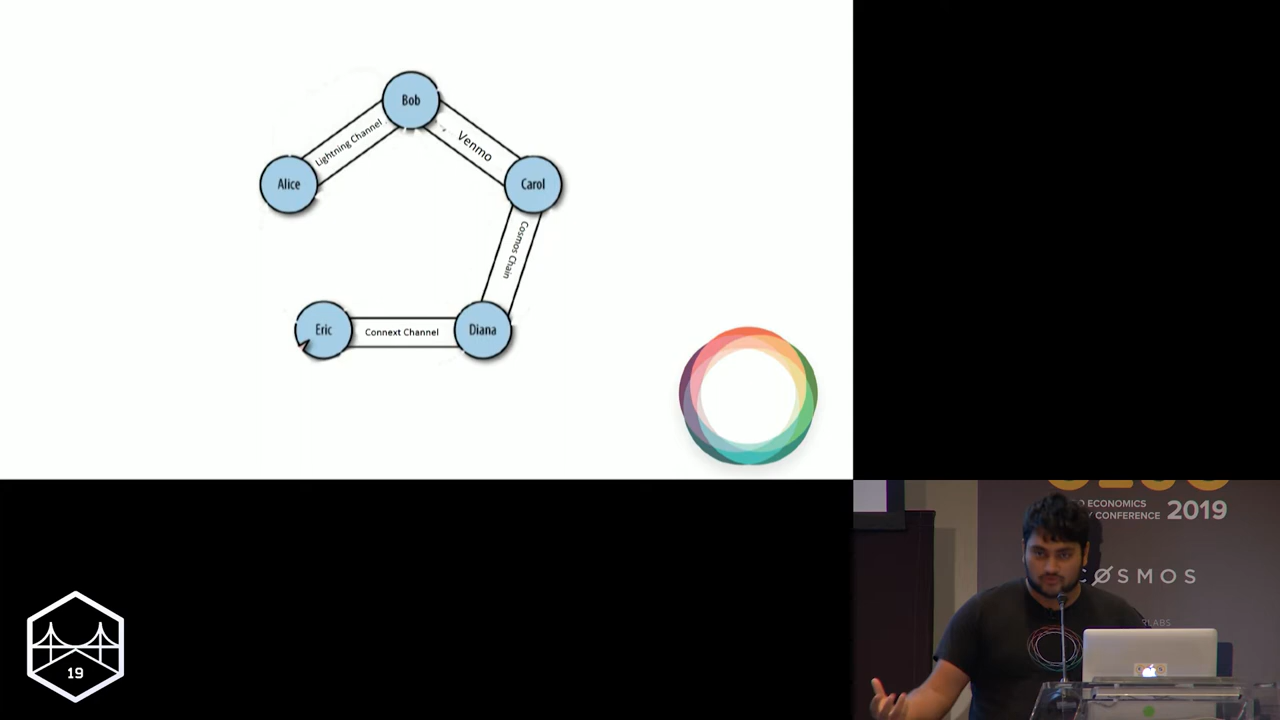 Bob
Lightning Channel
Venmo
Alice
Carol
Cosmos Chain
Eric
Connext Channel
Diana
ECONOMICS
CONFERENCE 2019
COSMOS
19